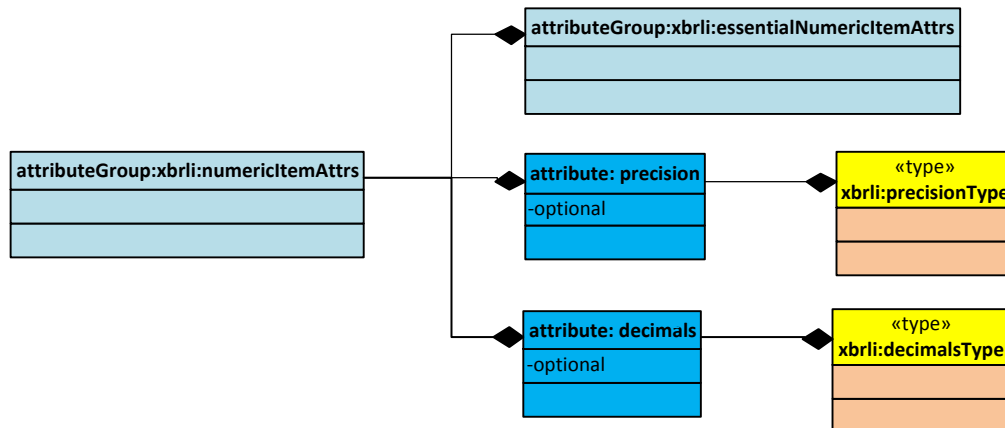 attributeGroup:xbrli:essentialNumericItemAttrs
attributeGroup:xbrli:numericItemAttrs
attribute: precision
-optional
«type»
xbrli:precisionType
attribute: decimals
-optional
«type»
xbrli:decimalsType